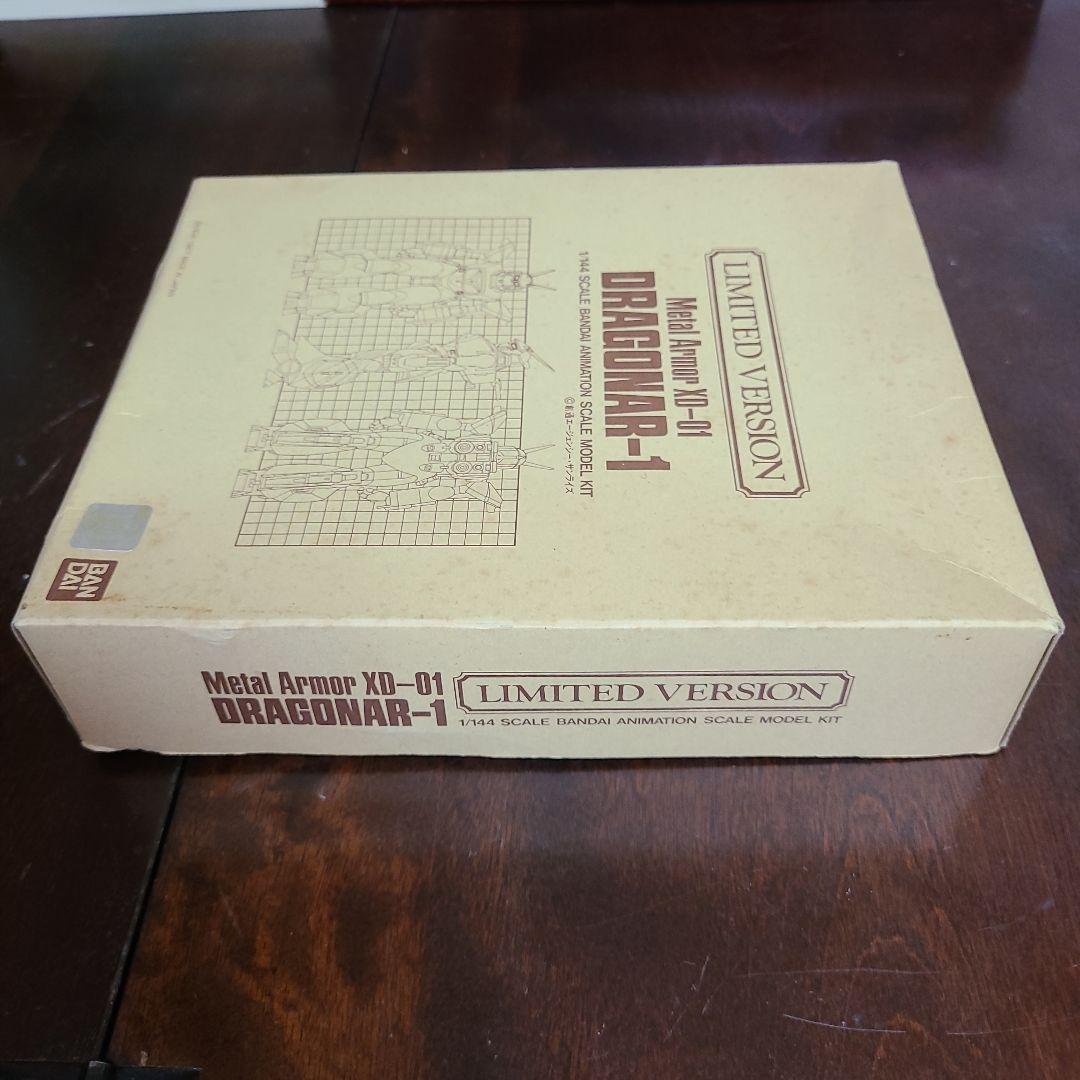 LIMITED VERSION
Metal Armor XD-01
DRAGONAR-1
1/144 SCALE BANDAI ANIMATION SCALE MODEL KIT
©創通エージェンシー・サンライズ
BAN
DAI
Metal Armor XD-01
DRAGONAR-1
LIMITED VERSION
1/144 SCALE BANDAI ANIMATION SCALE MODEL KIT